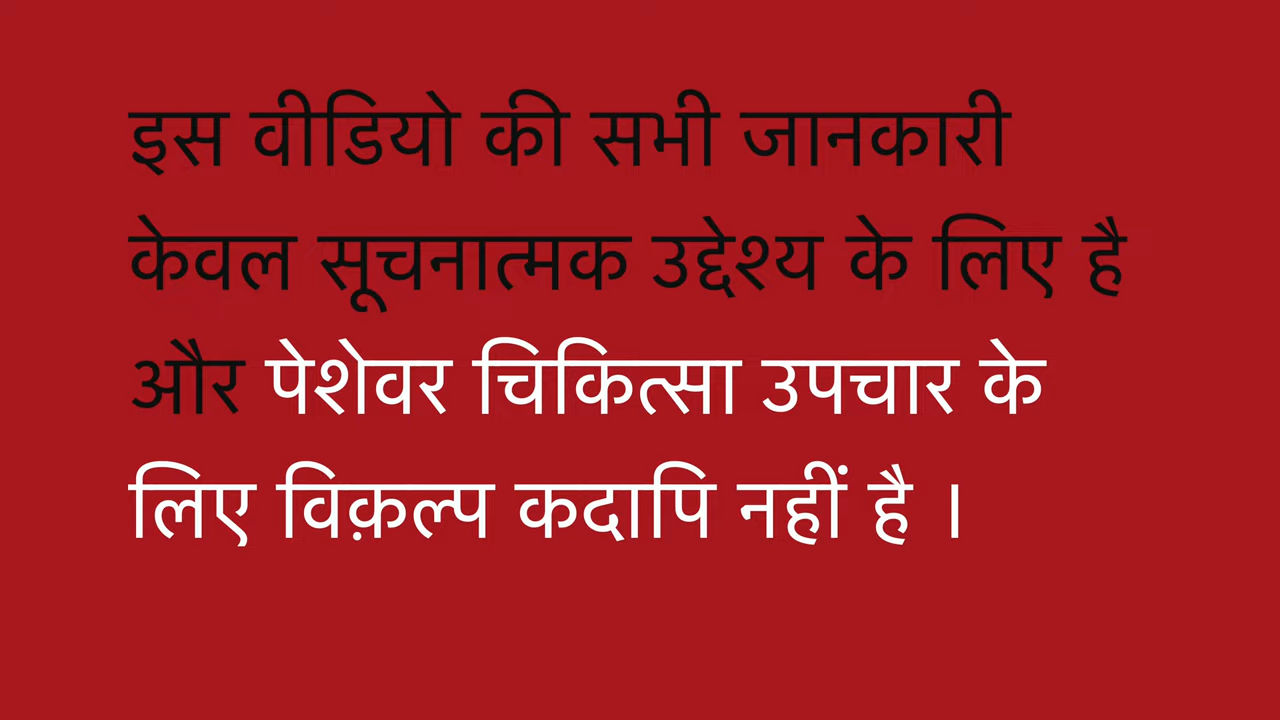 इस वीडियो की सभी जानकारी
केवल सूचनात्मक उद्देश्य के लिए है
और पेशेवर चिकित्सा उपचार के
लिए विक़ल्प कदापि नहीं है ।